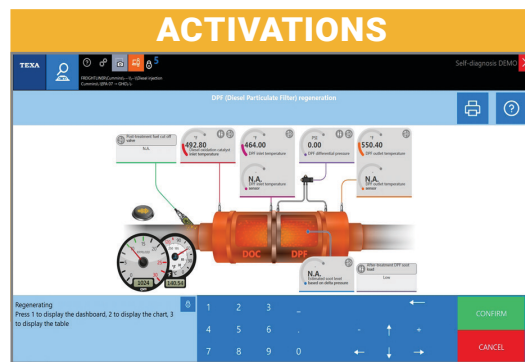 ACTIVATIONS
TEXA
5
Self-diagnosis DEMO
DPF (Diesel Particulate Filter) regeneration
Post-treatment fuel cut off valve
N.A.
°F
492.80
Diesel oxidation catalyst
inlet temperature
°F
464.00
DPF inlet temperature
N.A.
DPF inlet temperature
sensor
PSI
0.00
DPF differential pressure
°F
550.40
DPF outlet temperature
N.A.
DPF outlet temperature
sensor
DOC
DPF
1024
140.54
N.A.
Estimated soot level
based on delta pressure
After-treatment DPF soot
load
Low
Regenerating
Press 1 to display the dashboard, 2 to display the chart, 3
to display the table
1 2 3 _
4 5 6 . - +
7 8 9 0
CONFIRM
CANCEL